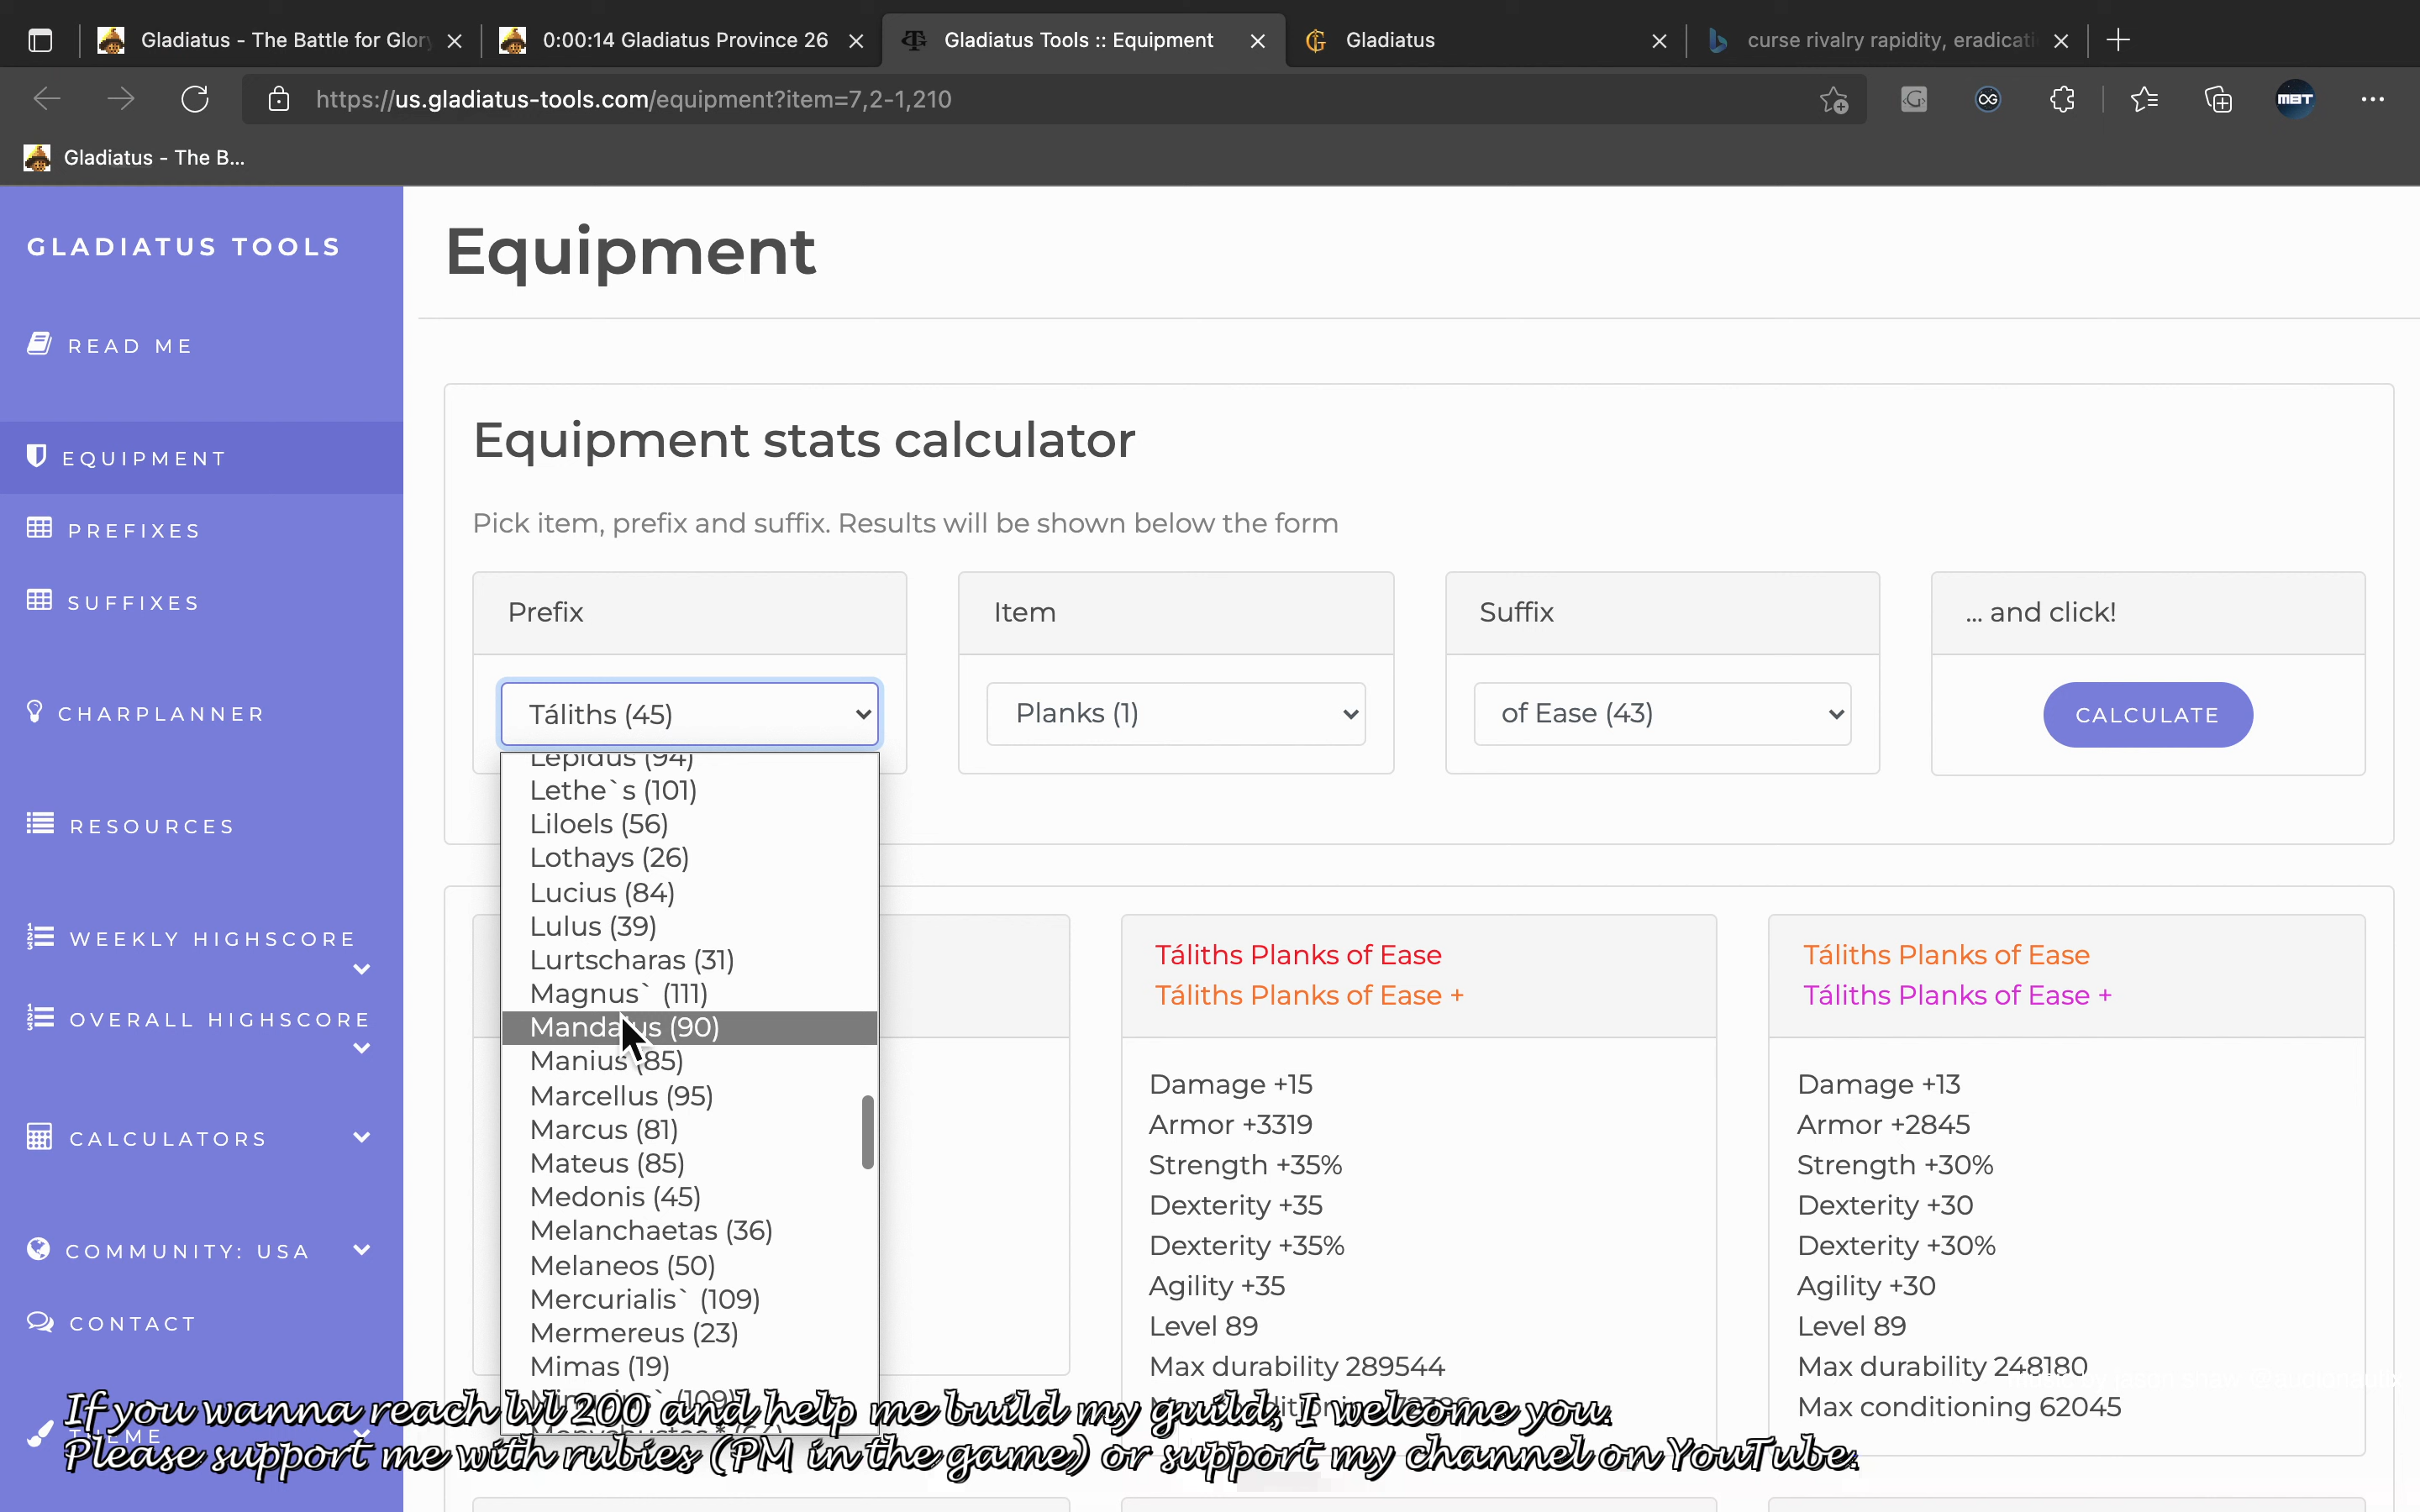 Gladiatus - The Battle for Glory
0:00:14 Gladiatus Province 26
Gladiatus Tools :: Equipment
Gladiatus
curse rivalry rapidity, eradicati
https://us.gladiatus-tools.com/equipment?item=7,2-1,210
MBT
Gladiatus - The B...
GLADIATUS TOOLS
READ ME
EQUIPMENT
PREFIXES
SUFFIXES
CHARPLANNER
RESOURCES
WEEKLY HIGHSCORE
OVERALL HIGHSCORE
CALCULATORS
COMMUNITY: USA
CONTACT
THEME
Equipment
Equipment stats calculator
Pick item, prefix and suffix. Results will be shown below the form
Prefix
Táliths (45)
Item
Planks (1)
Suffix
of Ease (43)
... and click!
CALCULATE
Lepidus (94)
Lethe`s (101)
Liloels (56)
Lothays (26)
Lucius (84)
Lulus (39)
Lurtscharas (31)
Magnus` (111)
Mandalus (90)
Manius (85)
Marcellus (95)
Marcus (81)
Mateus (85)
Medonis (45)
Melanchaetas (36)
Melaneos (50)
Mercurialis` (109)
Mermereus (23)
Mimas (19)
Táliths Planks of Ease
Táliths Planks of Ease +
Damage +15
Armor +3319
Strength +35%
Dexterity +35
Dexterity +35%
Agility +35
Level 89
Max durability 289544
Táliths Planks of Ease
Táliths Planks of Ease +
Damage +13
Armor +2845
Strength +30%
Dexterity +30
Dexterity +30%
Agility +30
Level 89
Max durability 248180
Max conditioning 62045
If you wanna reach lvl 200 and help me build my guild, I welcome you.
Please support me with rubies (PM in the game) or support my channel on YouTube.